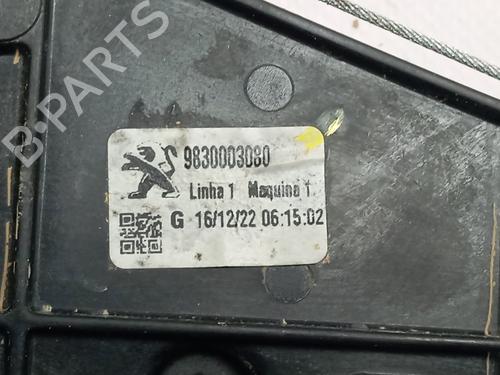 B-PARTS
9830003080
Linha 1 Maquina 1
G 16/12/22 06:15:02